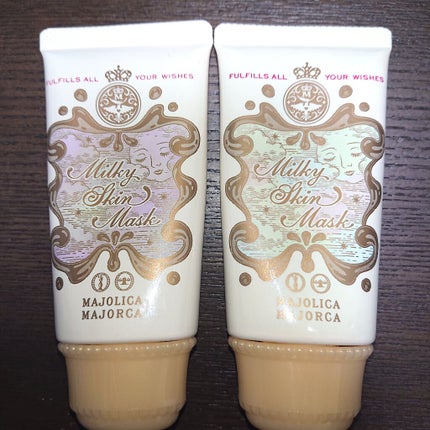 FULFILLS ALL YOUR WISHES
Milky
Skin
Mask
MAJOLICA
MAJORCA
FULFILLS ALL YOUR WISHES
Milky
Skin
Mask
MAJOLICA
MAJORCA